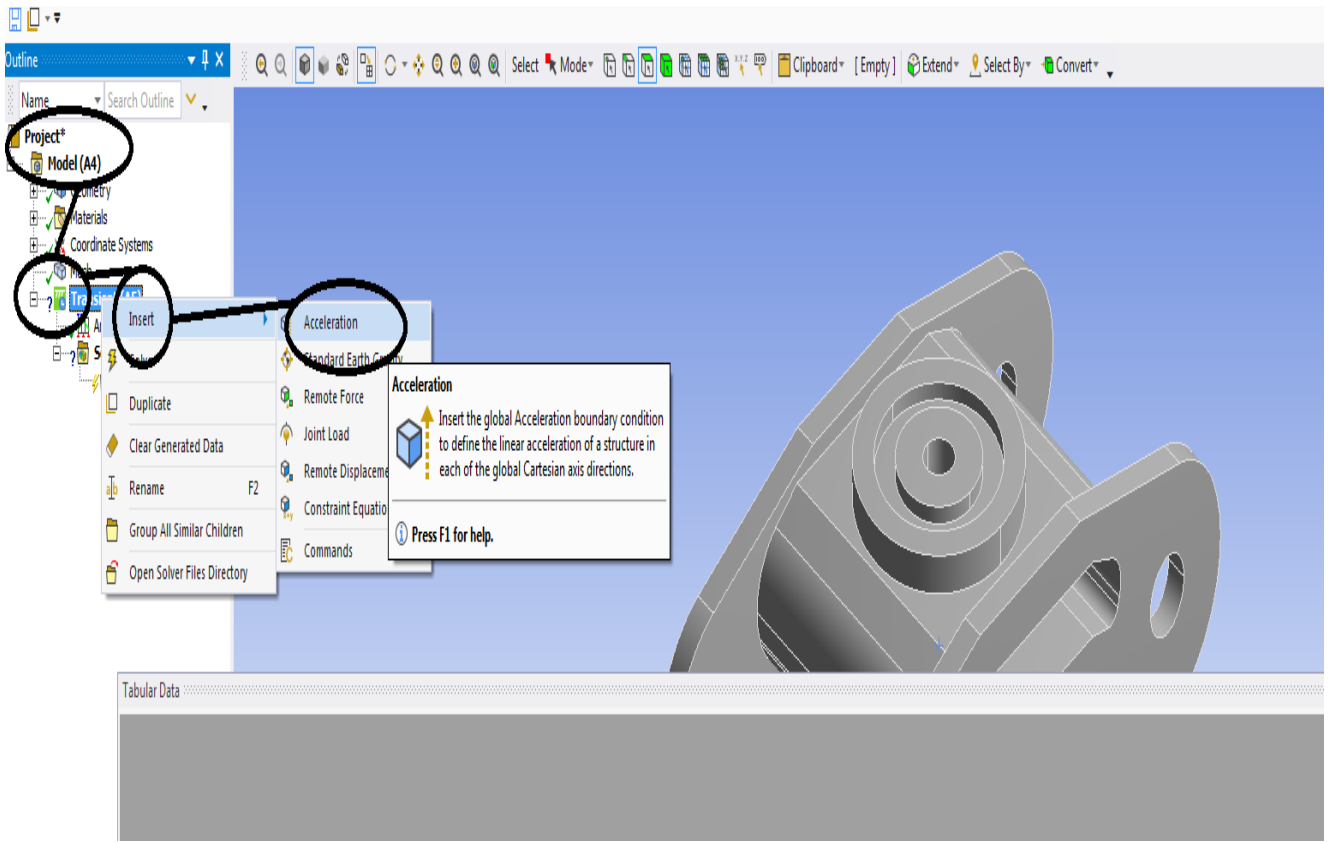 Outline
Select Mode Clipboard [ Empty ] Extend Select By Convert
Name Search Outline
Project*
Model (A4)
Geometry
Materials
Coordinate Systems
Mesh
Insert
Acceleration
Standard Earth Gravity
Duplicate
Remote Force
Clear Generated Data
Joint Load
Rename F2
Remote Displaceme
Group All Similar Children
Constraint Equatio
Open Solver Files Directory
Commands
Acceleration
Insert the global Acceleration boundary condition
to define the linear acceleration of a structure in
each of the global Cartesian axis directions.
Press F1 for help.
Tabular Data